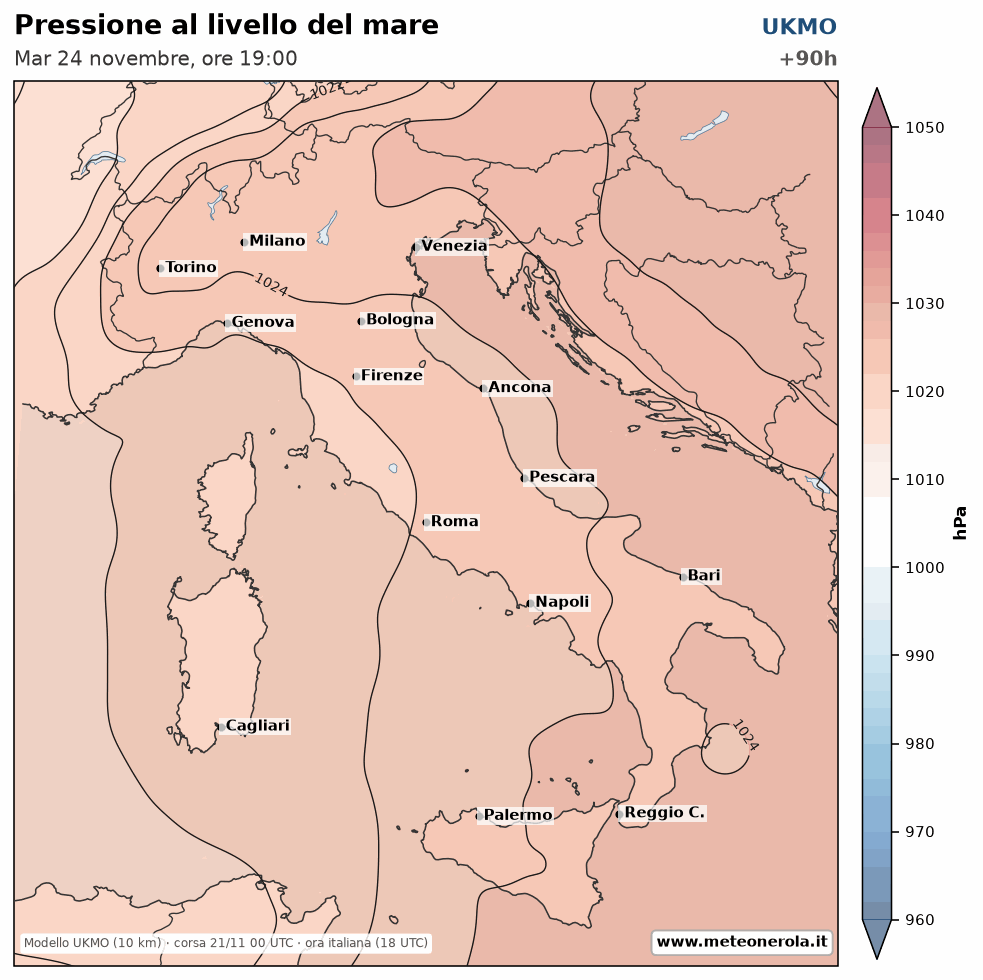 Pressione al livello del mare
UKMO
Mar 24 novembre, ore 19:00
+90h
1022
Milano
Venezia
Torino
1024
Genova
Bologna
Firenze
Ancona
Pescara
Roma
Bari
Napoli
Cagliari
1024
Palermo
Reggio C.
Modello UKMO (10 km) · corsa 21/11 00 UTC · ora italiana (18 UTC)
www.meteonerola.it
1050
1040
1030
1020
1010
1000
990
980
970
960
hPa